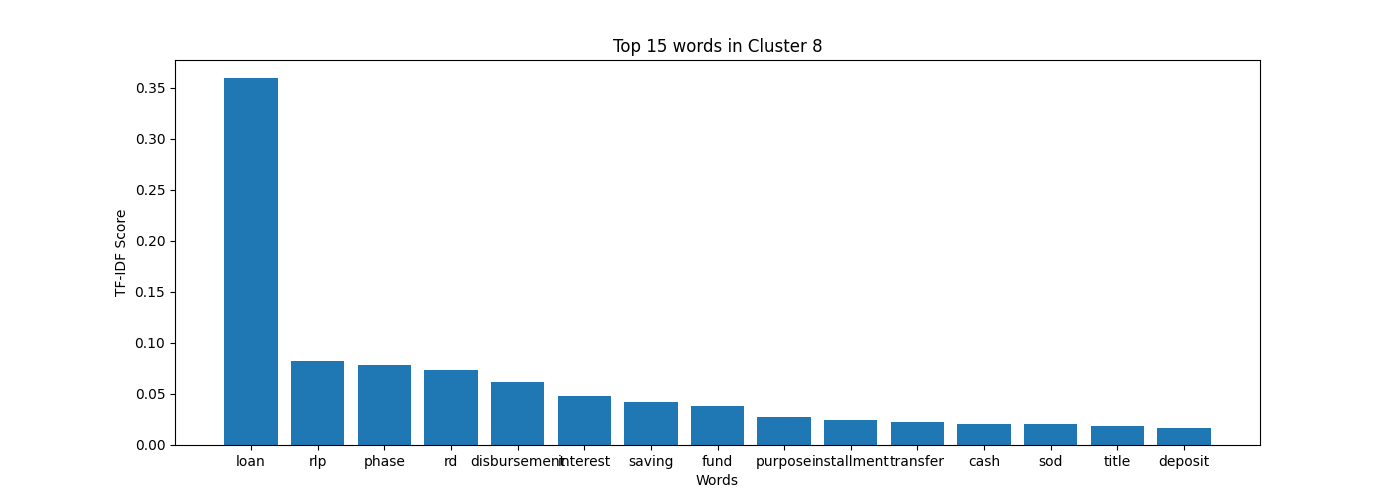 Top 15 words in Cluster 8
0.35
0.30
0.25
0.20
0.15
0.10
0.05
0.00
TF-IDF Score
loan rlp phase rd disbursement interest saving fund purpose installment transfer cash sod title deposit
Words